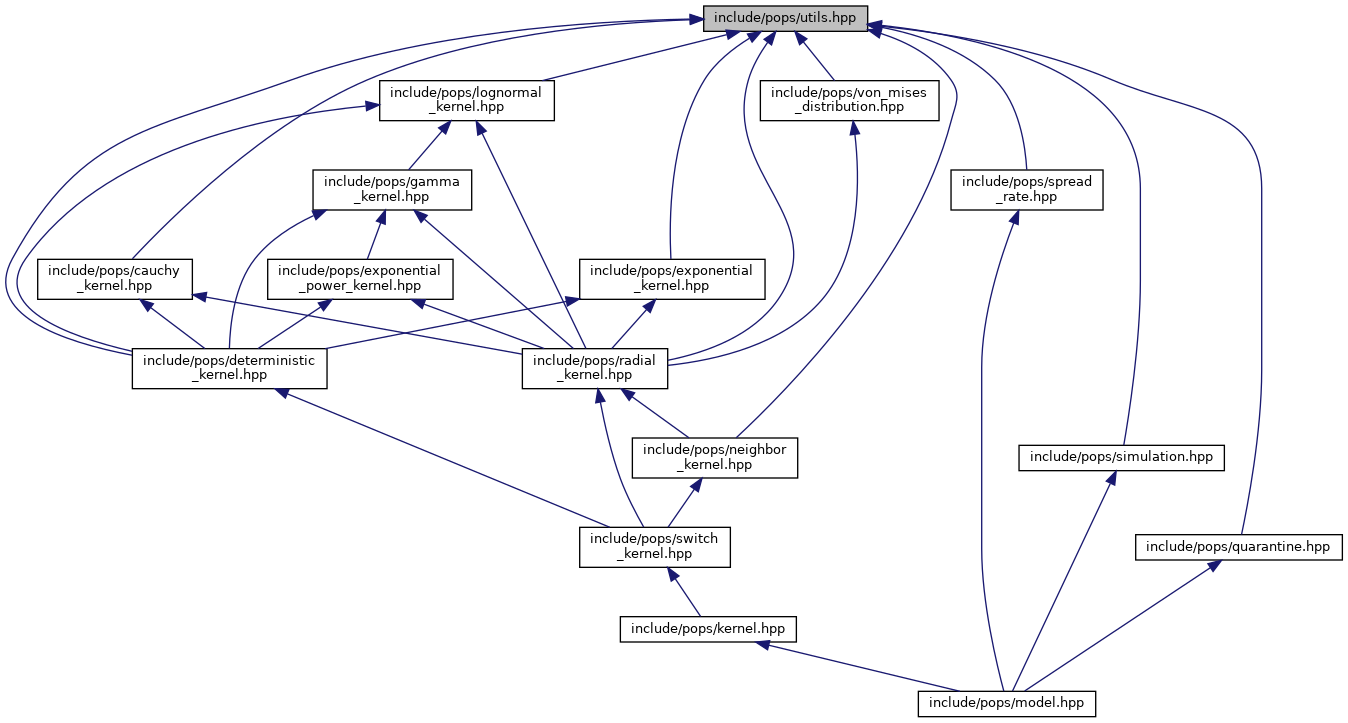 include/pops/utils.hpp
include/pops/lognormal
_kernel.hpp
include/pops/von_mises
_distribution.hpp
include/pops/gamma
_kernel.hpp
include/pops/spread
_rate.hpp
include/pops/cauchy
_kernel.hpp
include/pops/exponential
_power_kernel.hpp
include/pops/exponential
_kernel.hpp
include/pops/deterministic
_kernel.hpp
include/pops/radial
_kernel.hpp
include/pops/neighbor
_kernel.hpp
include/pops/simulation.hpp
include/pops/switch
_kernel.hpp
include/pops/quarantine.hpp
include/pops/kernel.hpp
include/pops/model.hpp